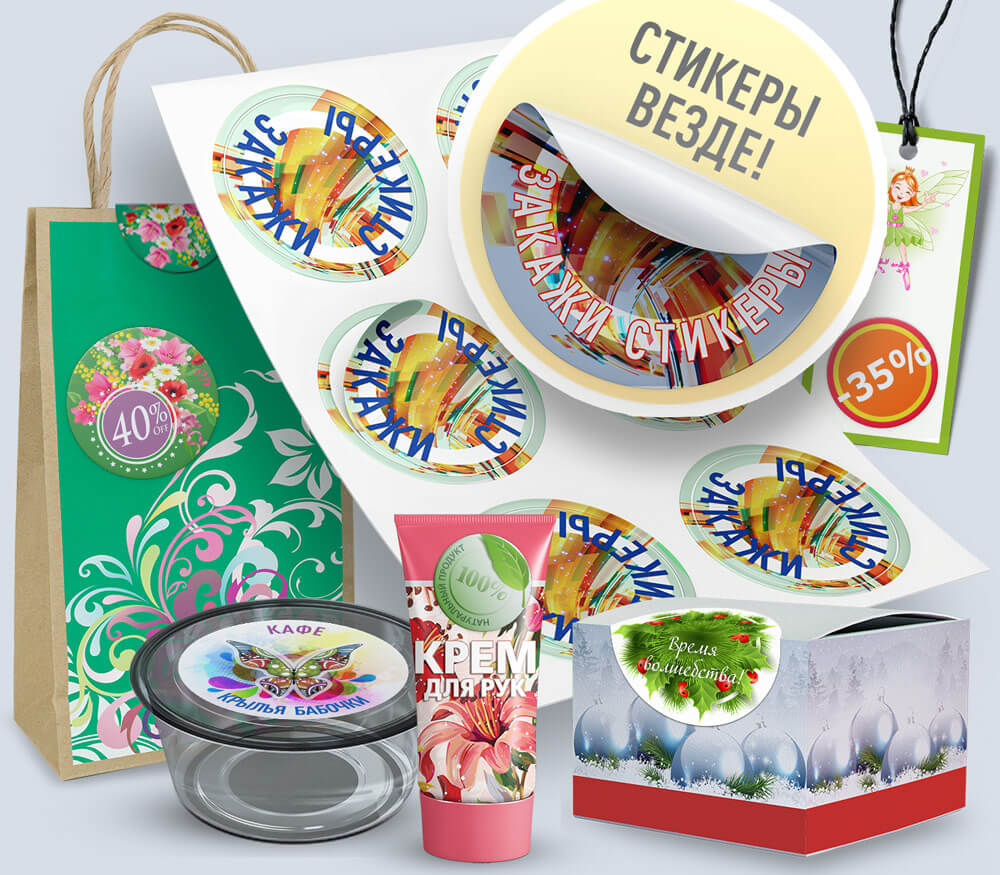 СТИКЕРЫ
ВЕЗДЕ!
ЗАКАЖИ СТИКЕРЫ
ЗАКАЖИ СТИКЕРЫ
ЗАКАЖИ СТИКЕРЫ
ЗАКАЖИ СТИКЕРЫ
СТИКЕРЫ
-35%
40%
OFF
100%
НАТУРАЛЬНЫЙ ПРОДУКТ
КРЕМ
ДЛЯ РУК
КАФЕ
КРЫЛЬЯ БАБОЧКИ
Время
волшебства!